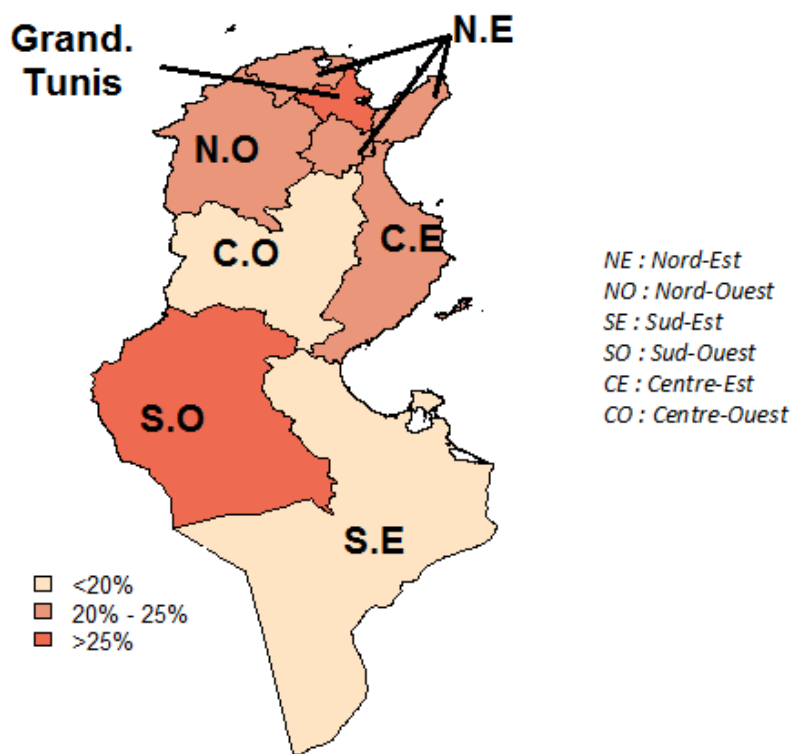 Grand.
Tunis
N.E
N.O
C.O
C.E
S.O
S.E
NE : Nord-Est
NO : Nord-Ouest
SE : Sud-Est
SO : Sud-Ouest
CE : Centre-Est
CO : Centre-Ouest
<20%
20% - 25%
>25%